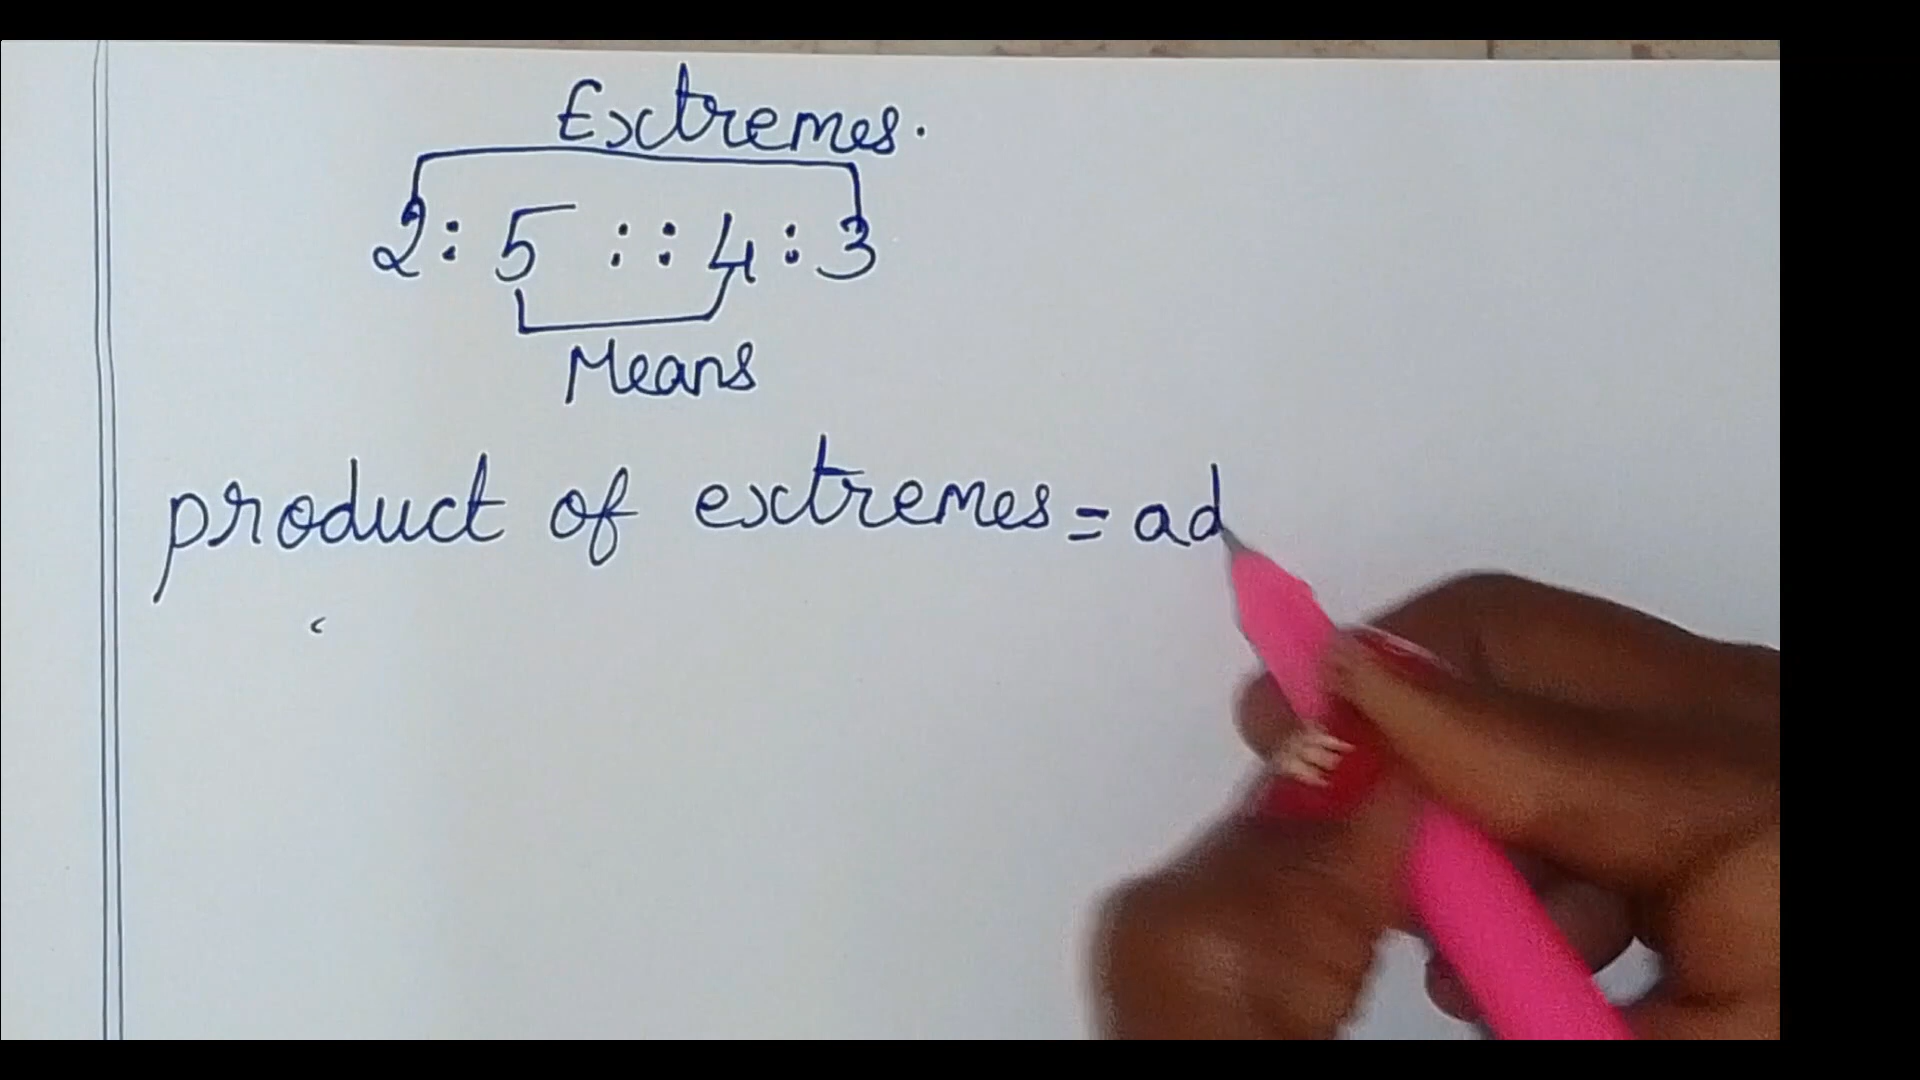 Extremes.
2 : 5 :: 4 : 3
Means
product of extremes = ad